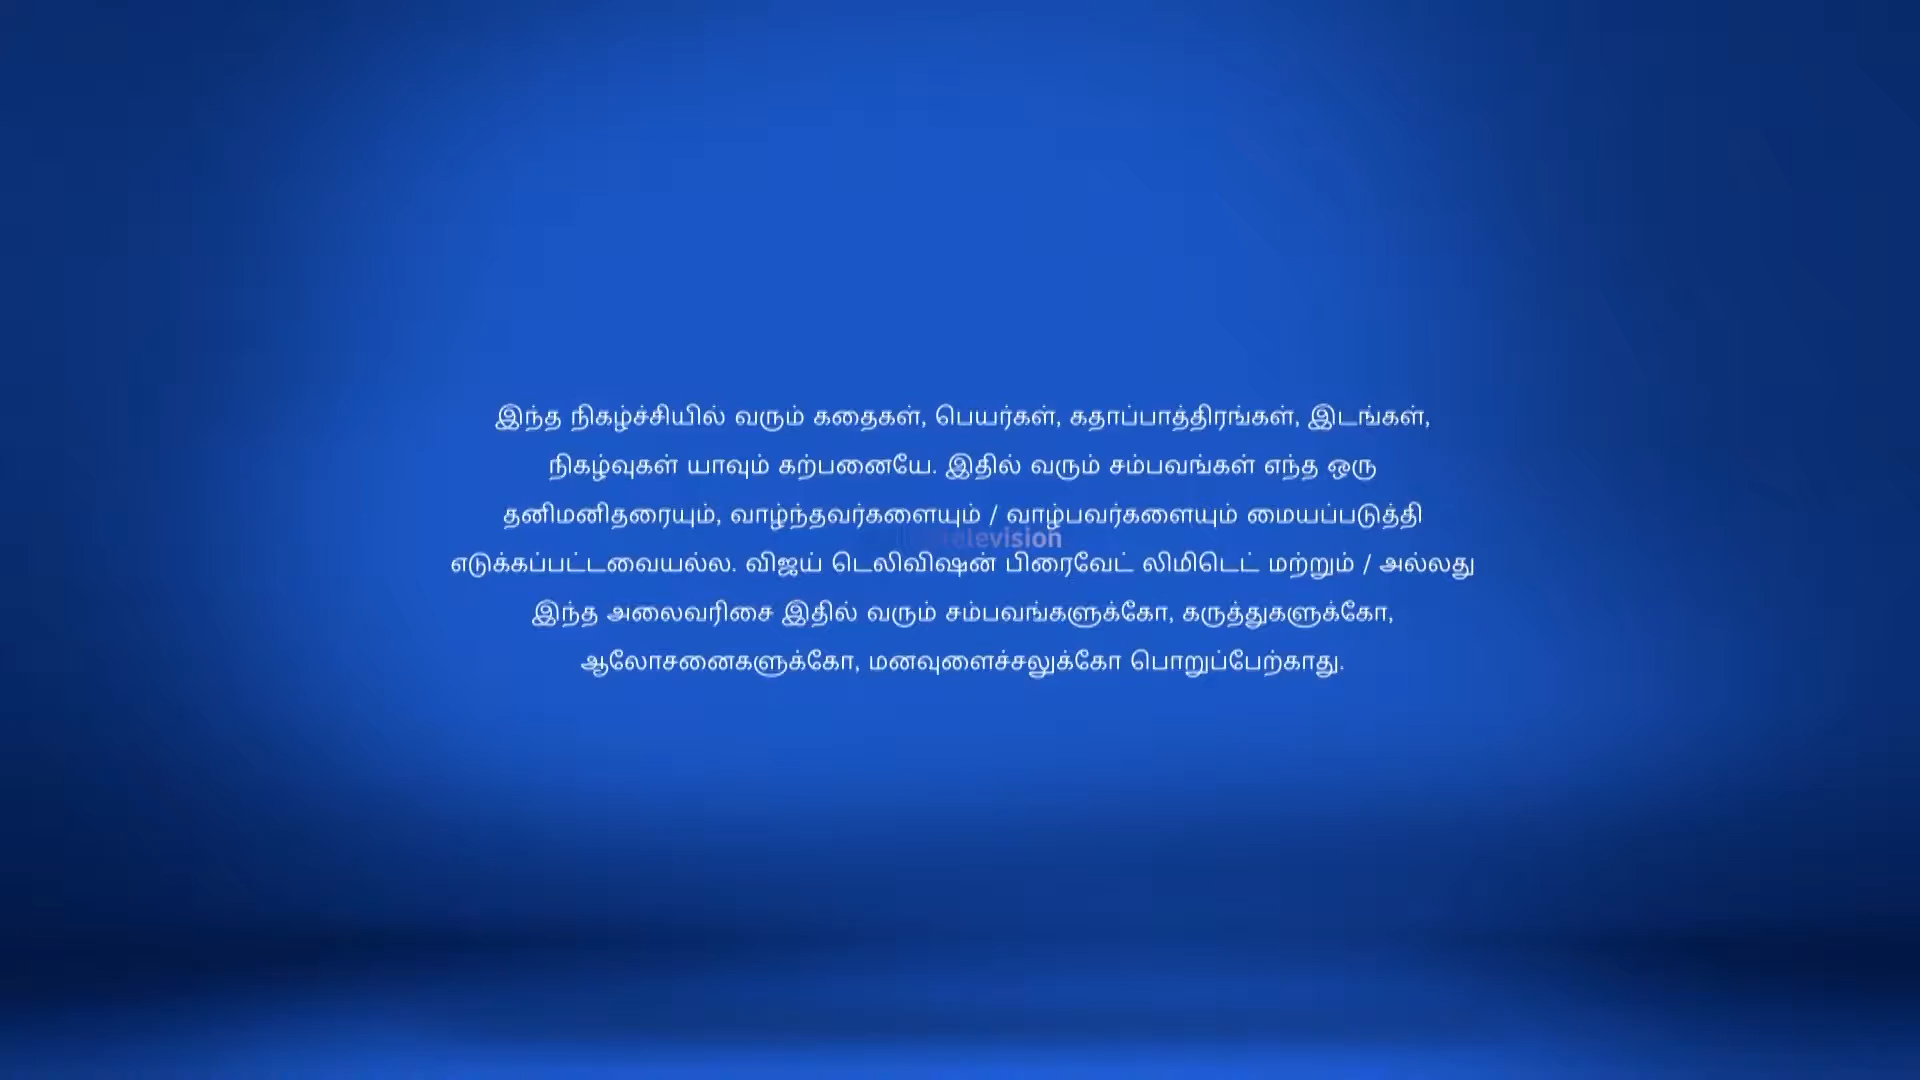 இந்த நிகழ்ச்சியில் வரும் கதைகள், பெயர்கள், கதாப்பாத்திரங்கள், இடங்கள்,
நிகழ்வுகள் யாவும் கற்பனையே. இதில் வரும் சம்பவங்கள் எந்த ஒரு
தனிமனிதரையும், வாழ்ந்தவர்களையும் / வாழ்பவர்களையும் மையப்படுத்தி
எடுக்கப்பட்டவையல்ல. விஜய் டெலிவிஷன் பிரைவேட் லிமிடெட் மற்றும் / அல்லது
இந்த அலைவரிசை இதில் வரும் சம்பவங்களுக்கோ, கருத்துகளுக்கோ,
ஆலோசனைகளுக்கோ, மனவுளைச்சலுக்கோ பொறுப்பேற்காது.